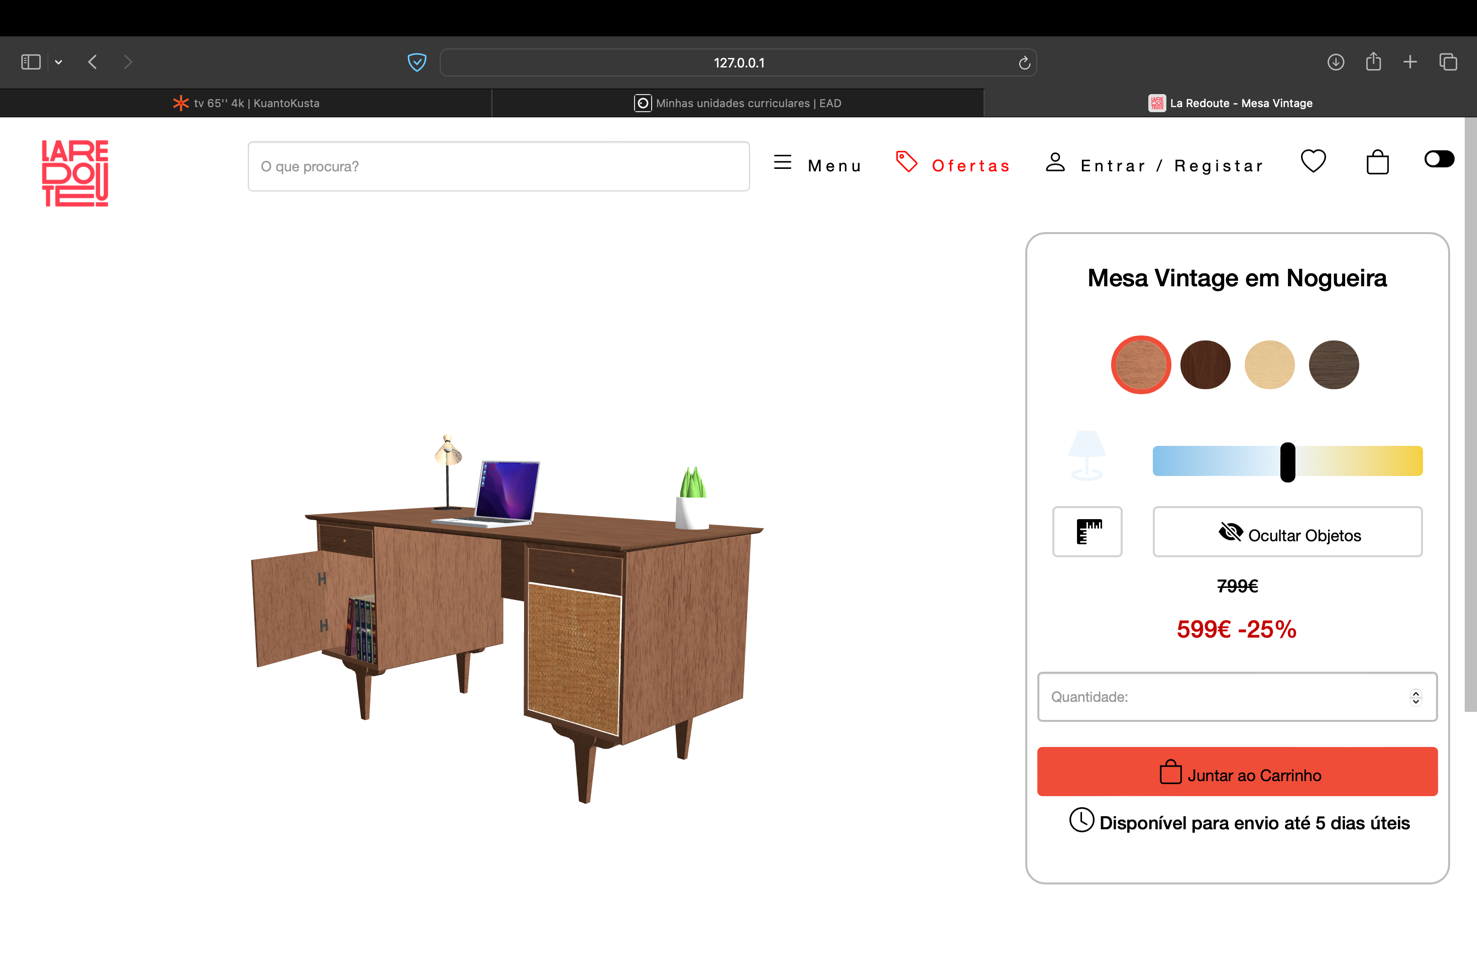 127.0.0.1
tv 65'' 4k | KuantoKusta
Minhas unidades curriculares | EAD
La Redoute - Mesa Vintage
LA REDOUTE
O que procura?
Menu
Ofertas
Entrar / Registar
Mesa Vintage em Nogueira
Ocultar Objetos
799€
599€ -25%
Quantidade:
Juntar ao Carrinho
Disponível para envio até 5 dias úteis